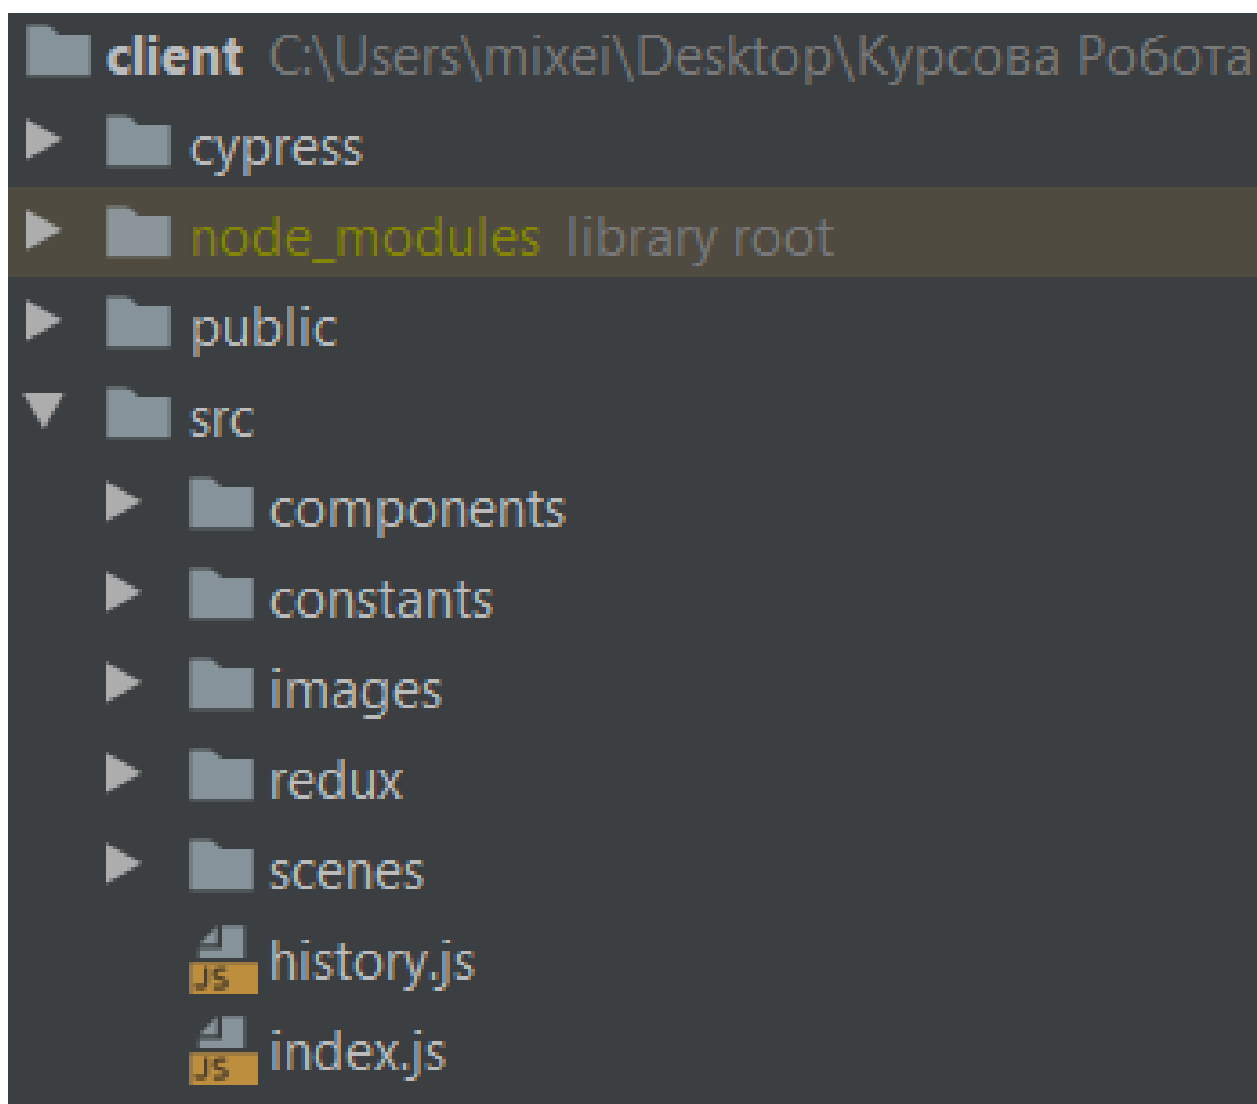 client C:\Users\mixei\Desktop\Курсова Робота
cypress
node_modules library root
public
src
components
constants
images
redux
scenes
JS history.js
JS index.js